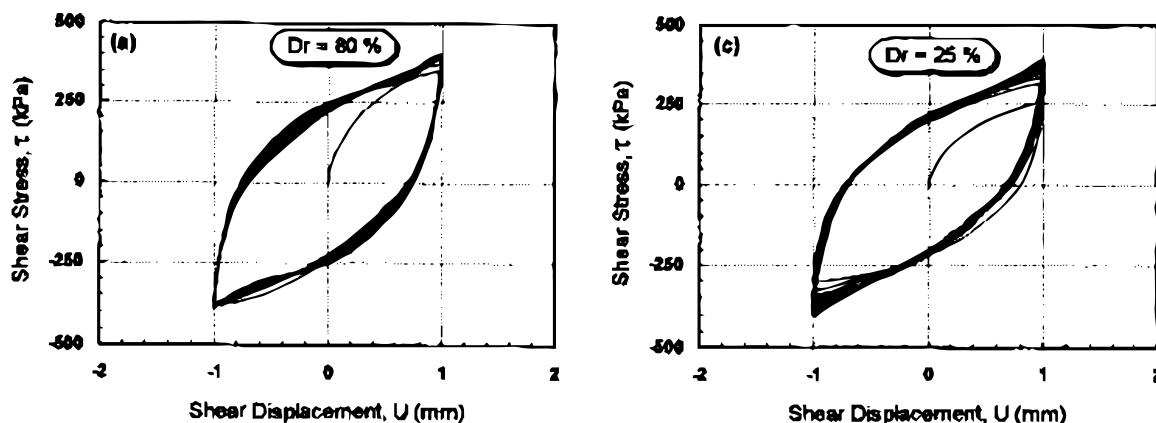 (a)
Dr = 80 %
500
250
0
-250
-500
-2
-1
0
1
2
Shear Stress, τ (kPa)
Shear Displacement, U (mm)
(c)
Dr = 25 %
500
250
0
-250
-500
-2
-1
0
1
2
Shear Stress, τ (kPa)
Shear Displacement, U (mm)